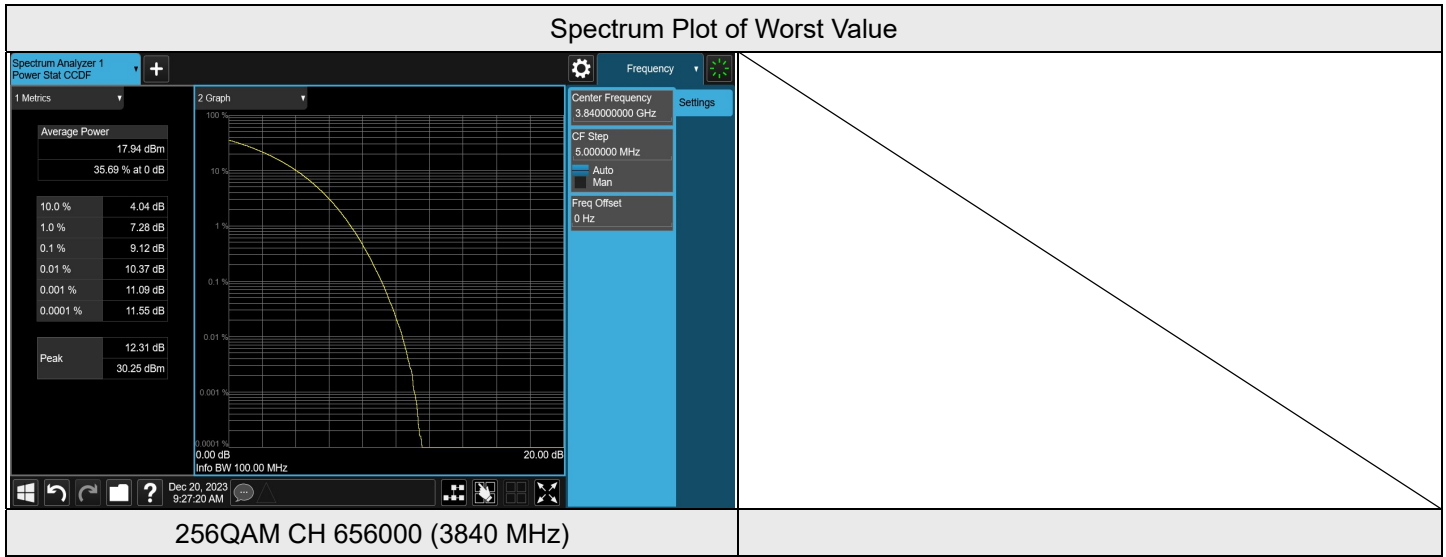 Spectrum Plot of Worst Value
Spectrum Analyzer 1
Power Stat CCDF
+
Frequency
1 Metrics
Average Power
17.94 dBm
35.69 % at 0 dB
10.0 % 4.04 dB
1.0 % 7.28 dB
0.1 % 9.12 dB
0.01 % 10.37 dB
0.001 % 11.09 dB
0.0001 % 11.55 dB
Peak
12.31 dB
30.25 dBm
2 Graph
100 %
10 %
1 %
0.1 %
0.01 %
0.001 %
0.0001 %
0.00 dB 20.00 dB
Info BW 100.00 MHz
Center Frequency
3.840000000 GHz
Settings
CF Step
5.000000 MHz
Auto
Man
Freq Offset
0 Hz
?
Dec 20, 2023
9:27:20 AM
256QAM CH 656000 (3840 MHz)